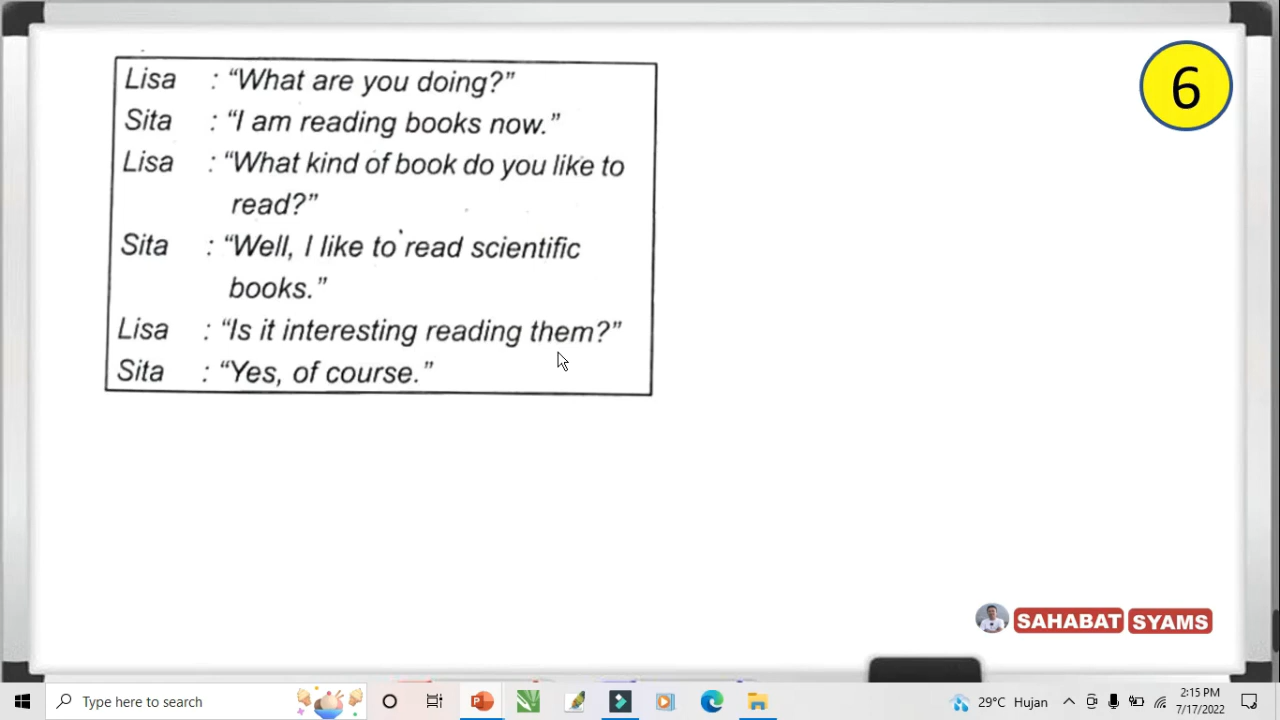 6
Lisa : “What are you doing?”
Sita : “I am reading books now.”
Lisa : “What kind of book do you like to
read?”
Sita : “Well, I like to read scientific
books.”
Lisa : “Is it interesting reading them?”
Sita : “Yes, of course.”
SAHABAT SYAMS
Type here to search
29°C Hujan
2:15 PM
7/17/2022